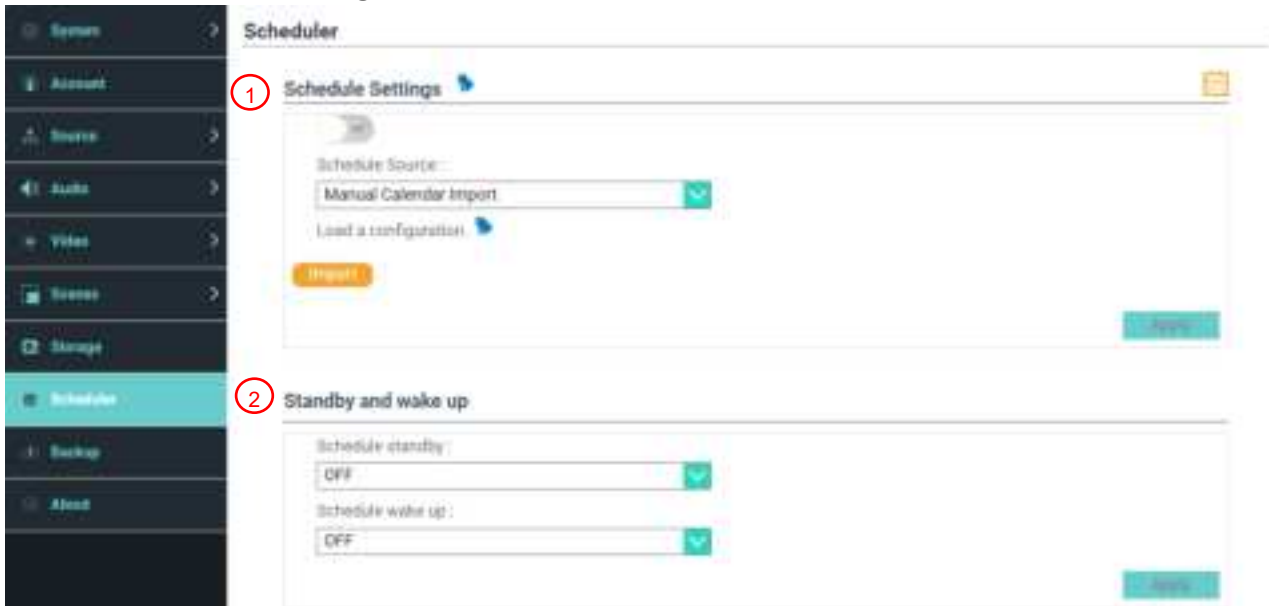 System
Account
Source
Audio
Video
Scenes
Storage
Scheduler
Backup
About
Scheduler
1
Schedule Settings
Schedule Source :
Manual Calendar Import
Load a configuration
Import
Apply
2
Standby and wake up
Schedule standby :
OFF
Schedule wake up :
OFF
Apply